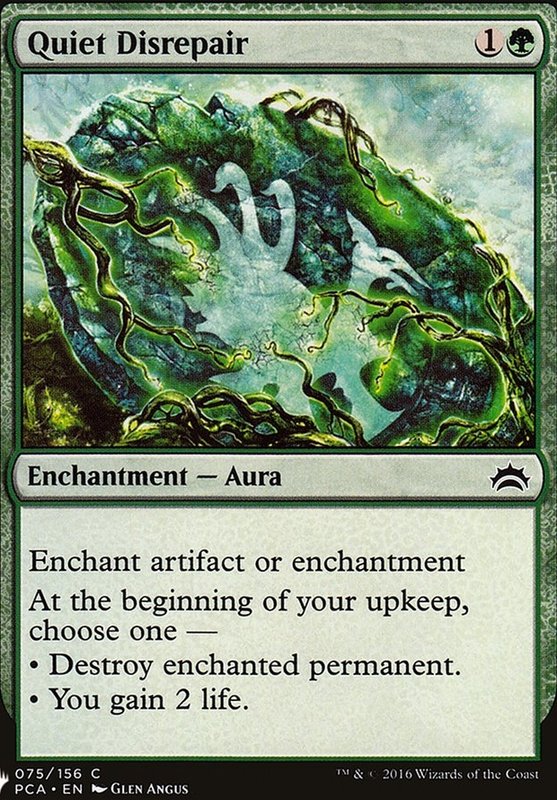 Quiet Disrepair 1
Enchantment — Aura
Enchant artifact or enchantment
At the beginning of your upkeep,
choose one —
• Destroy enchanted permanent.
• You gain 2 life.
075/156 C
PCA • EN Glen Angus
™ & © 2016 Wizards of the Coast